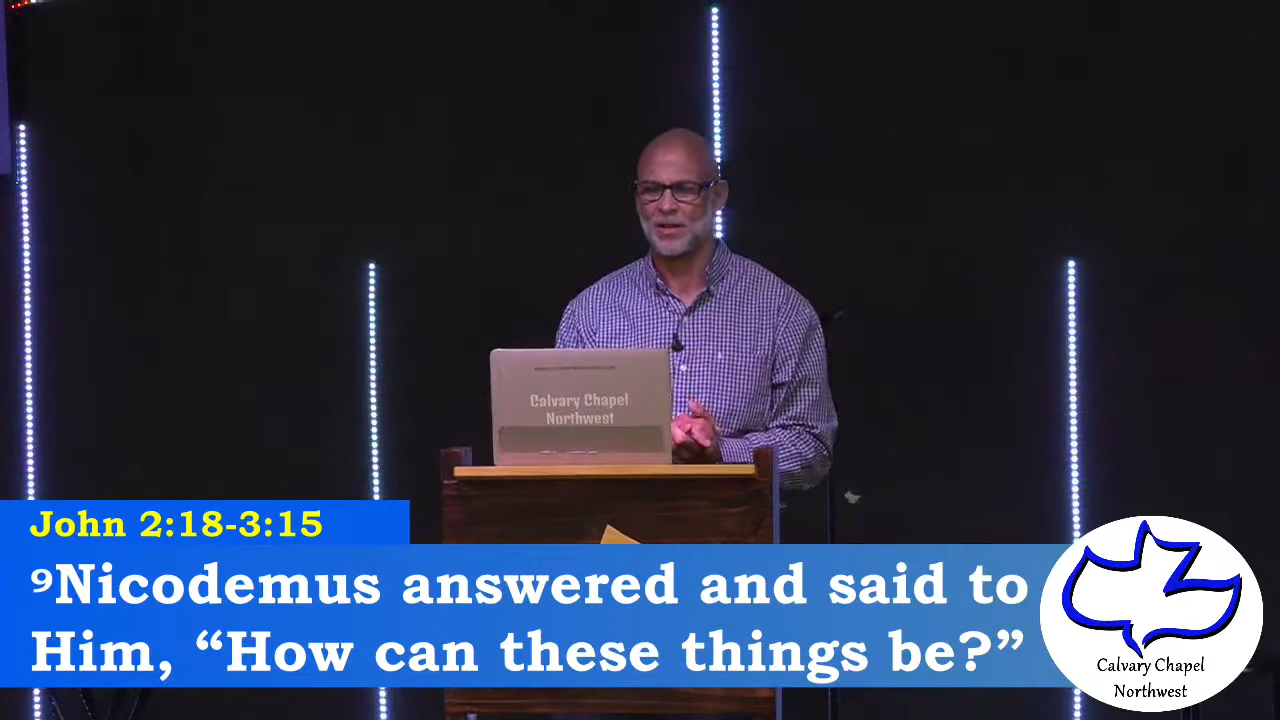 Calvary Chapel
Northwest
John 2:18-3:15
⁹Nicodemus answered and said to
Him, “How can these things be?”
Calvary Chapel
Northwest